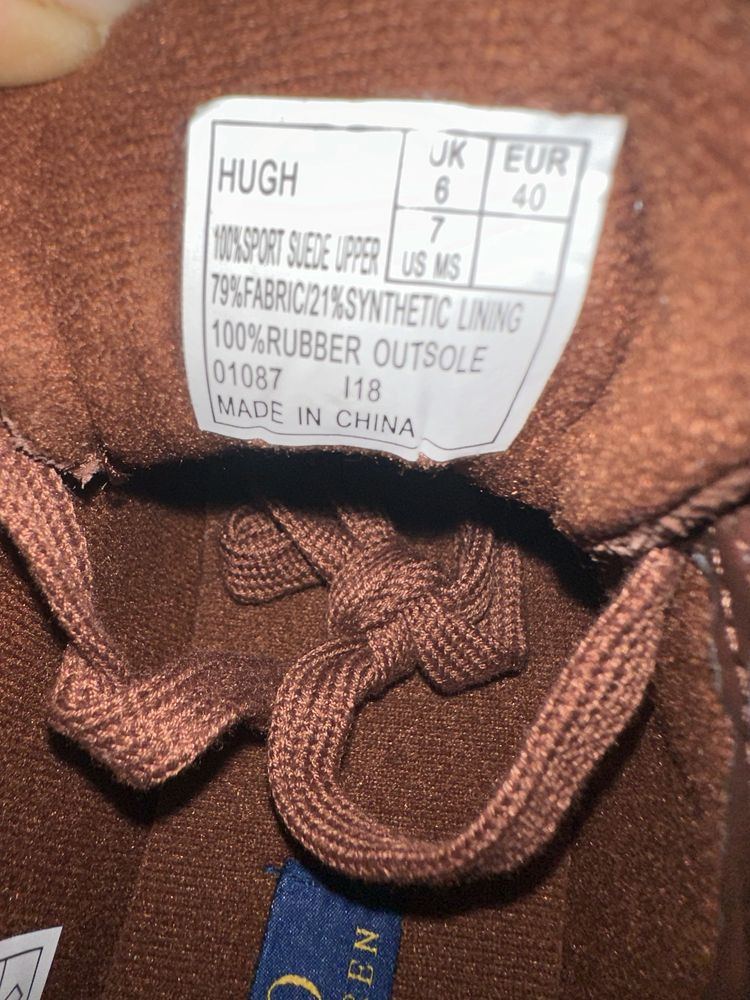 HUGH
UK
6
EUR
40
7
US MS
100%SPORT SUEDE UPPER
79%FABRIC/21%SYNTHETIC LINING
100%RUBBER OUTSOLE
01087 I18
MADE IN CHINA